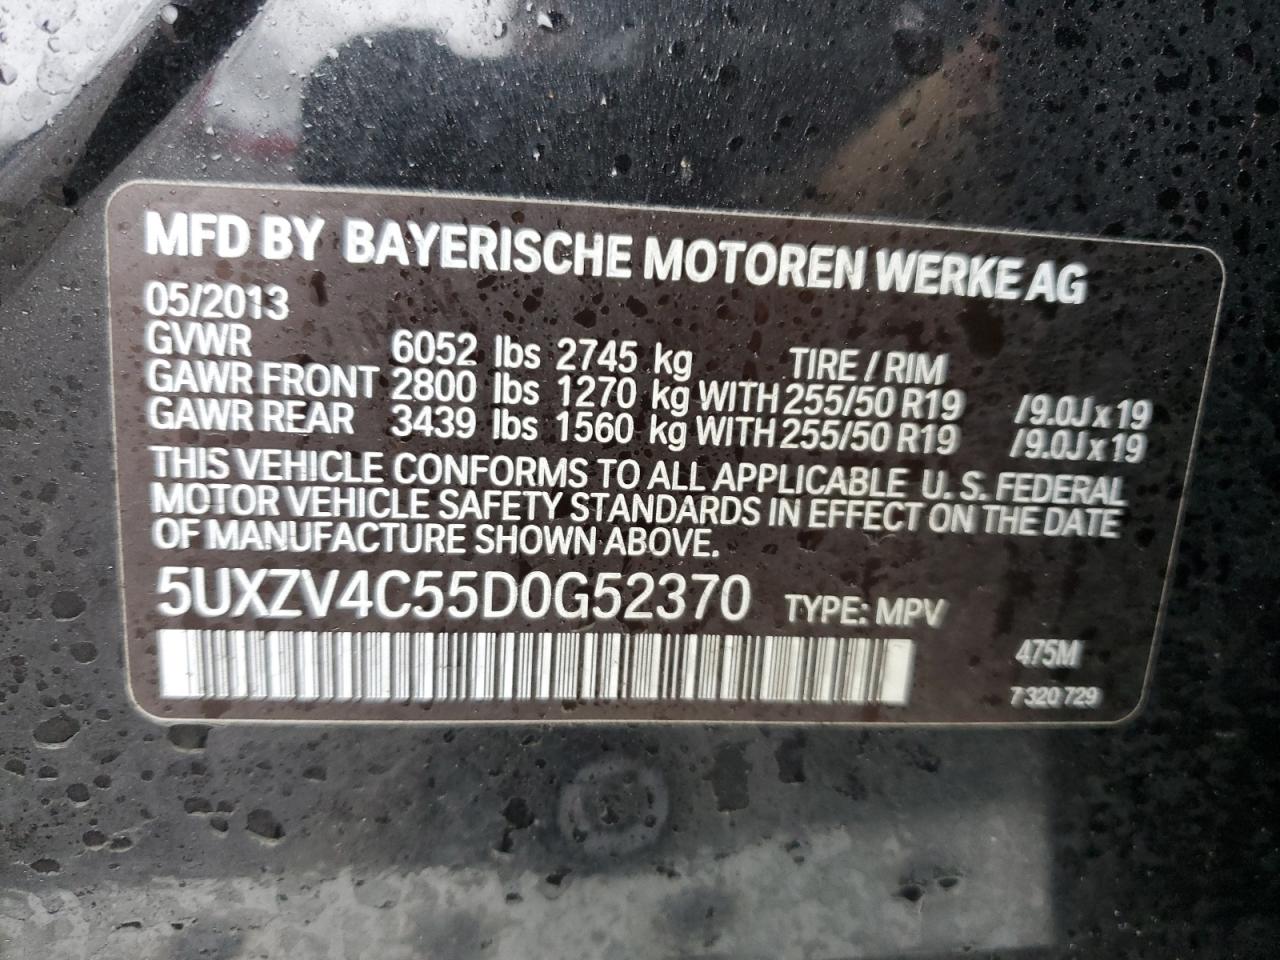 MFD BY BAYERISCHE MOTOREN WERKE AG
05/2013
GVWR 6052 lbs 2745 kg TIRE / RIM
GAWR FRONT 2800 lbs 1270 kg WITH 255/50 R19 /9.0J x 19
GAWR REAR 3439 lbs 1560 kg WITH 255/50 R19 /9.0J x 19
THIS VEHICLE CONFORMS TO ALL APPLICABLE U. S. FEDERAL
MOTOR VEHICLE SAFETY STANDARDS IN EFFECT ON THE DATE
OF MANUFACTURE SHOWN ABOVE.
5UXZV4C55D0G52370 TYPE: MPV
475M
7 320 729